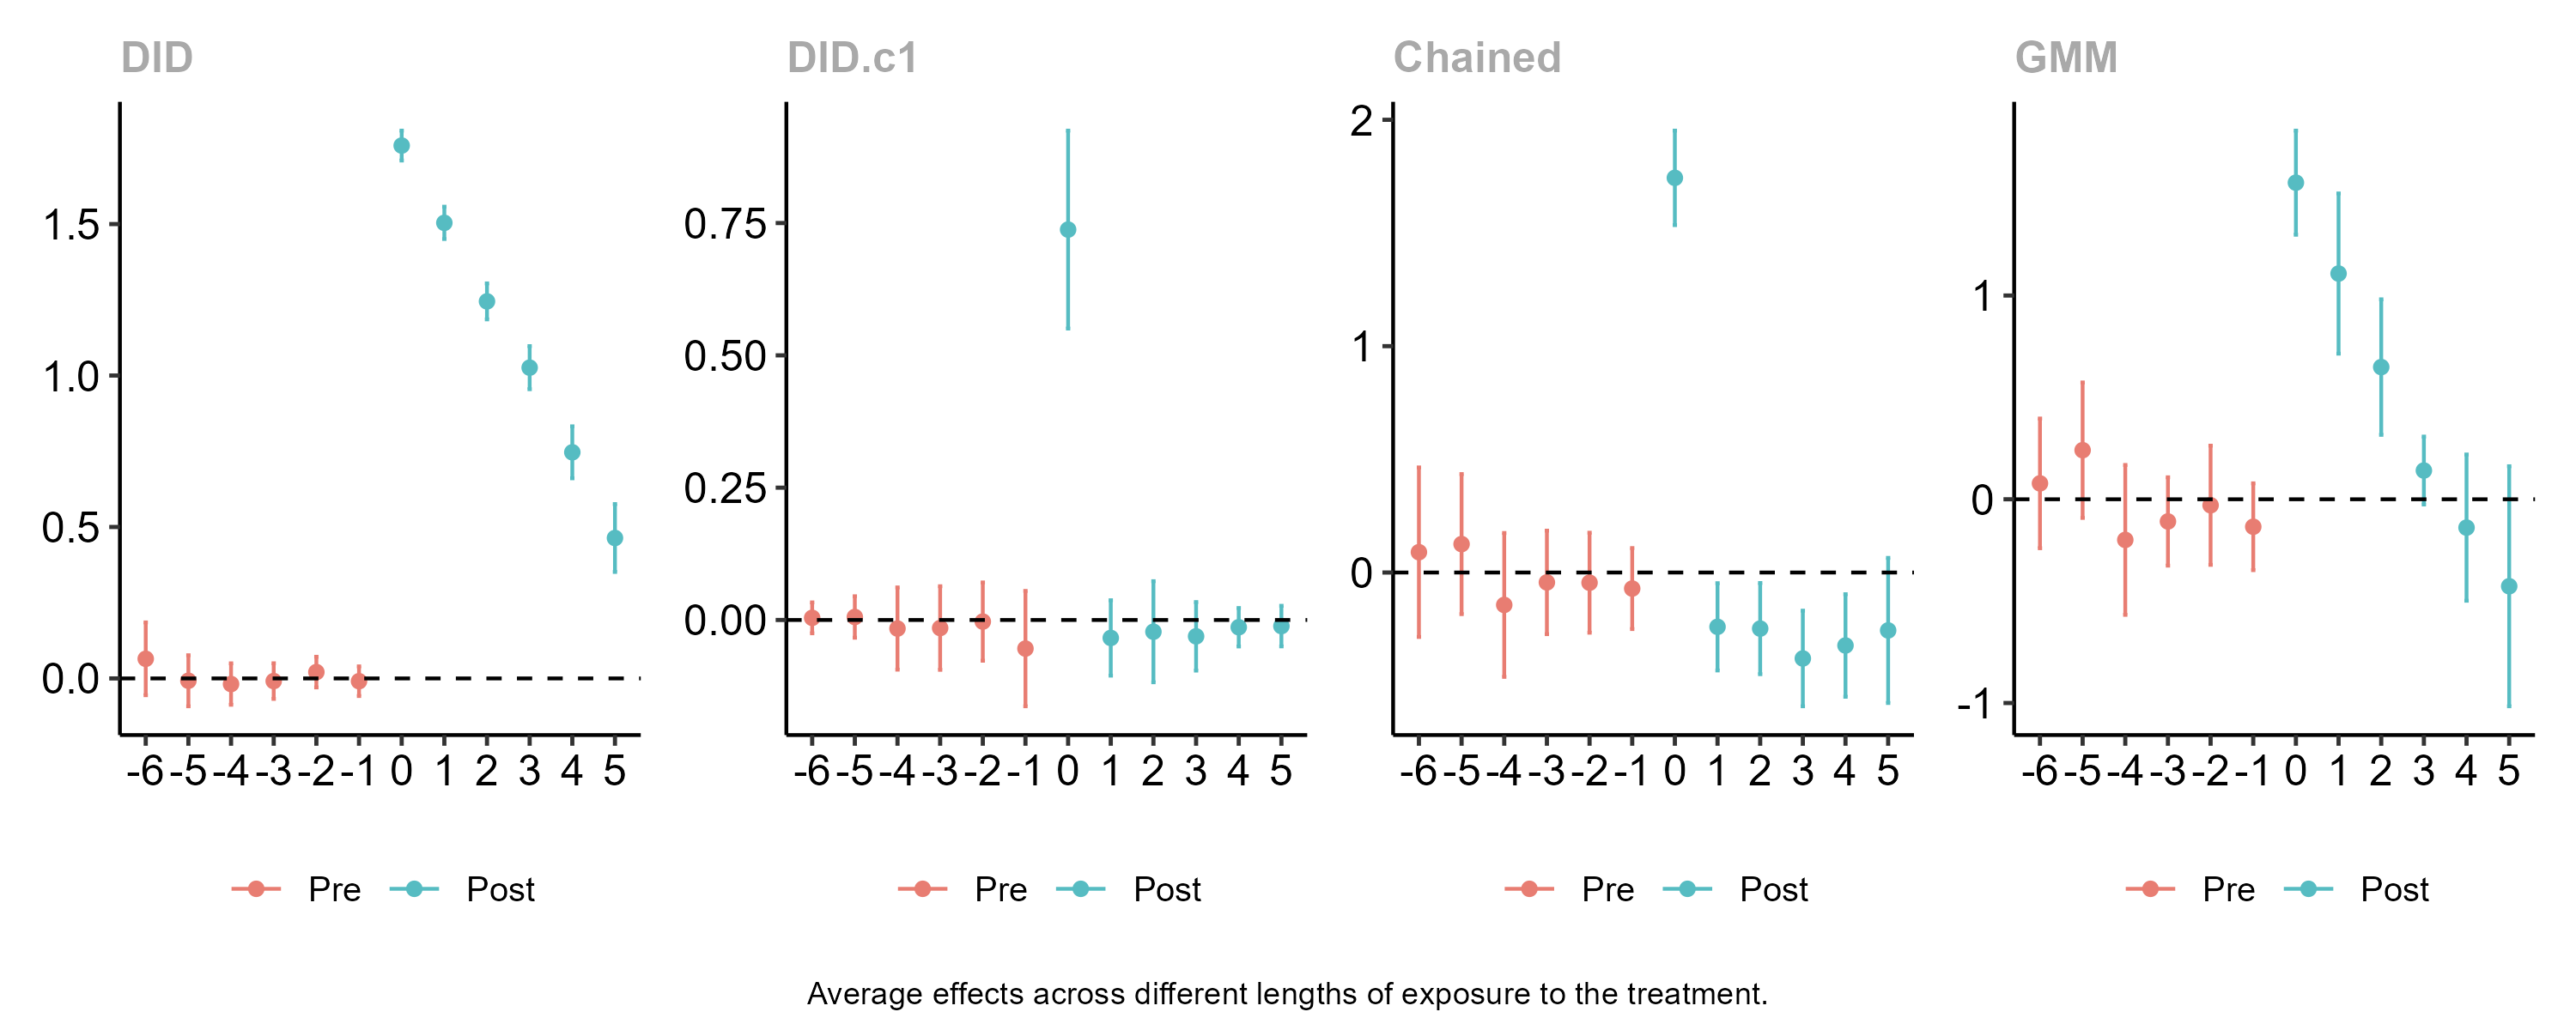 DID
1.5
1.0
0.5
0.0
-6 -5 -4 -3 -2 -1 0 1 2 3 4 5
Pre Post
DID.c1
0.75
0.50
0.25
0.00
-6 -5 -4 -3 -2 -1 0 1 2 3 4 5
Pre Post
Chained
2
1
0
-6 -5 -4 -3 -2 -1 0 1 2 3 4 5
Pre Post
GMM
1
0
-1
-6 -5 -4 -3 -2 -1 0 1 2 3 4 5
Pre Post
Average effects across different lengths of exposure to the treatment.